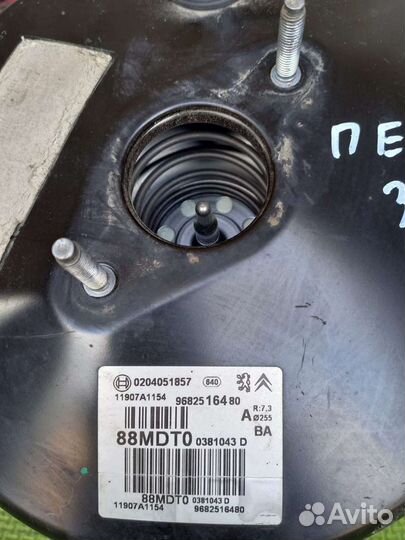 ПЕ
0204051857 640
11907A1154 9682516480
R:7,3
A Ø255
88MDT0 0381043 D BA
88MDT0 0381043 D
11907A1154 9682516480
Avito